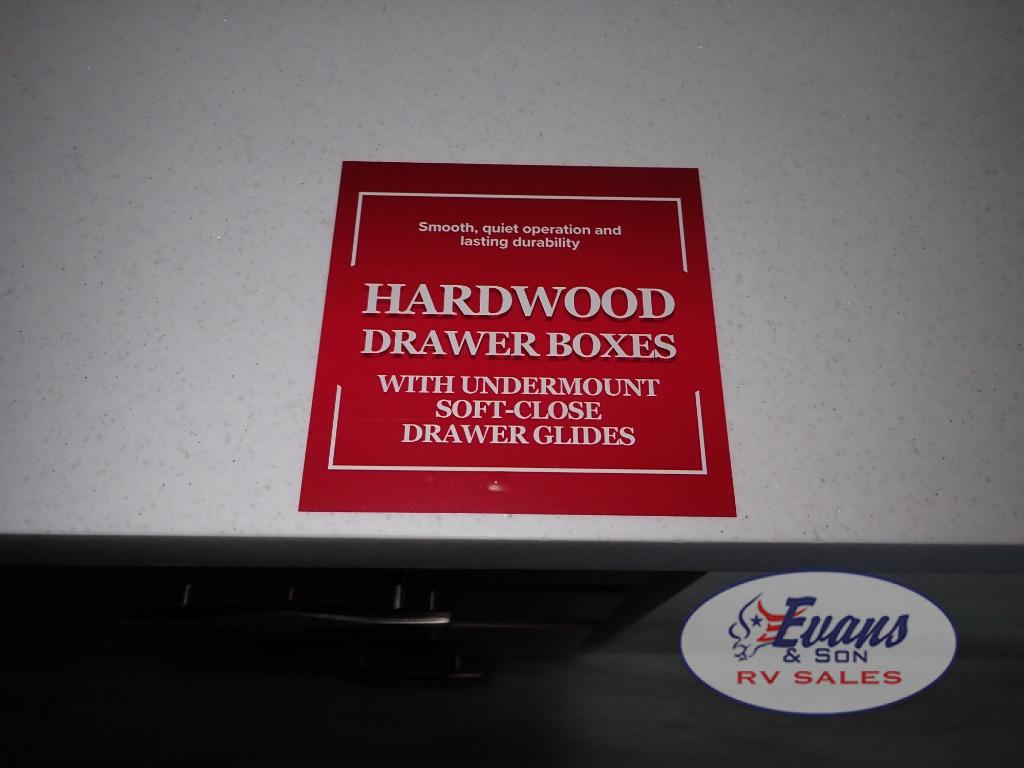 Smooth, quiet operation and
lasting durability
HARDWOOD
DRAWER BOXES
WITH UNDERMOUNT
SOFT-CLOSE
DRAWER GLIDES
Evans
& SON
RV SALES